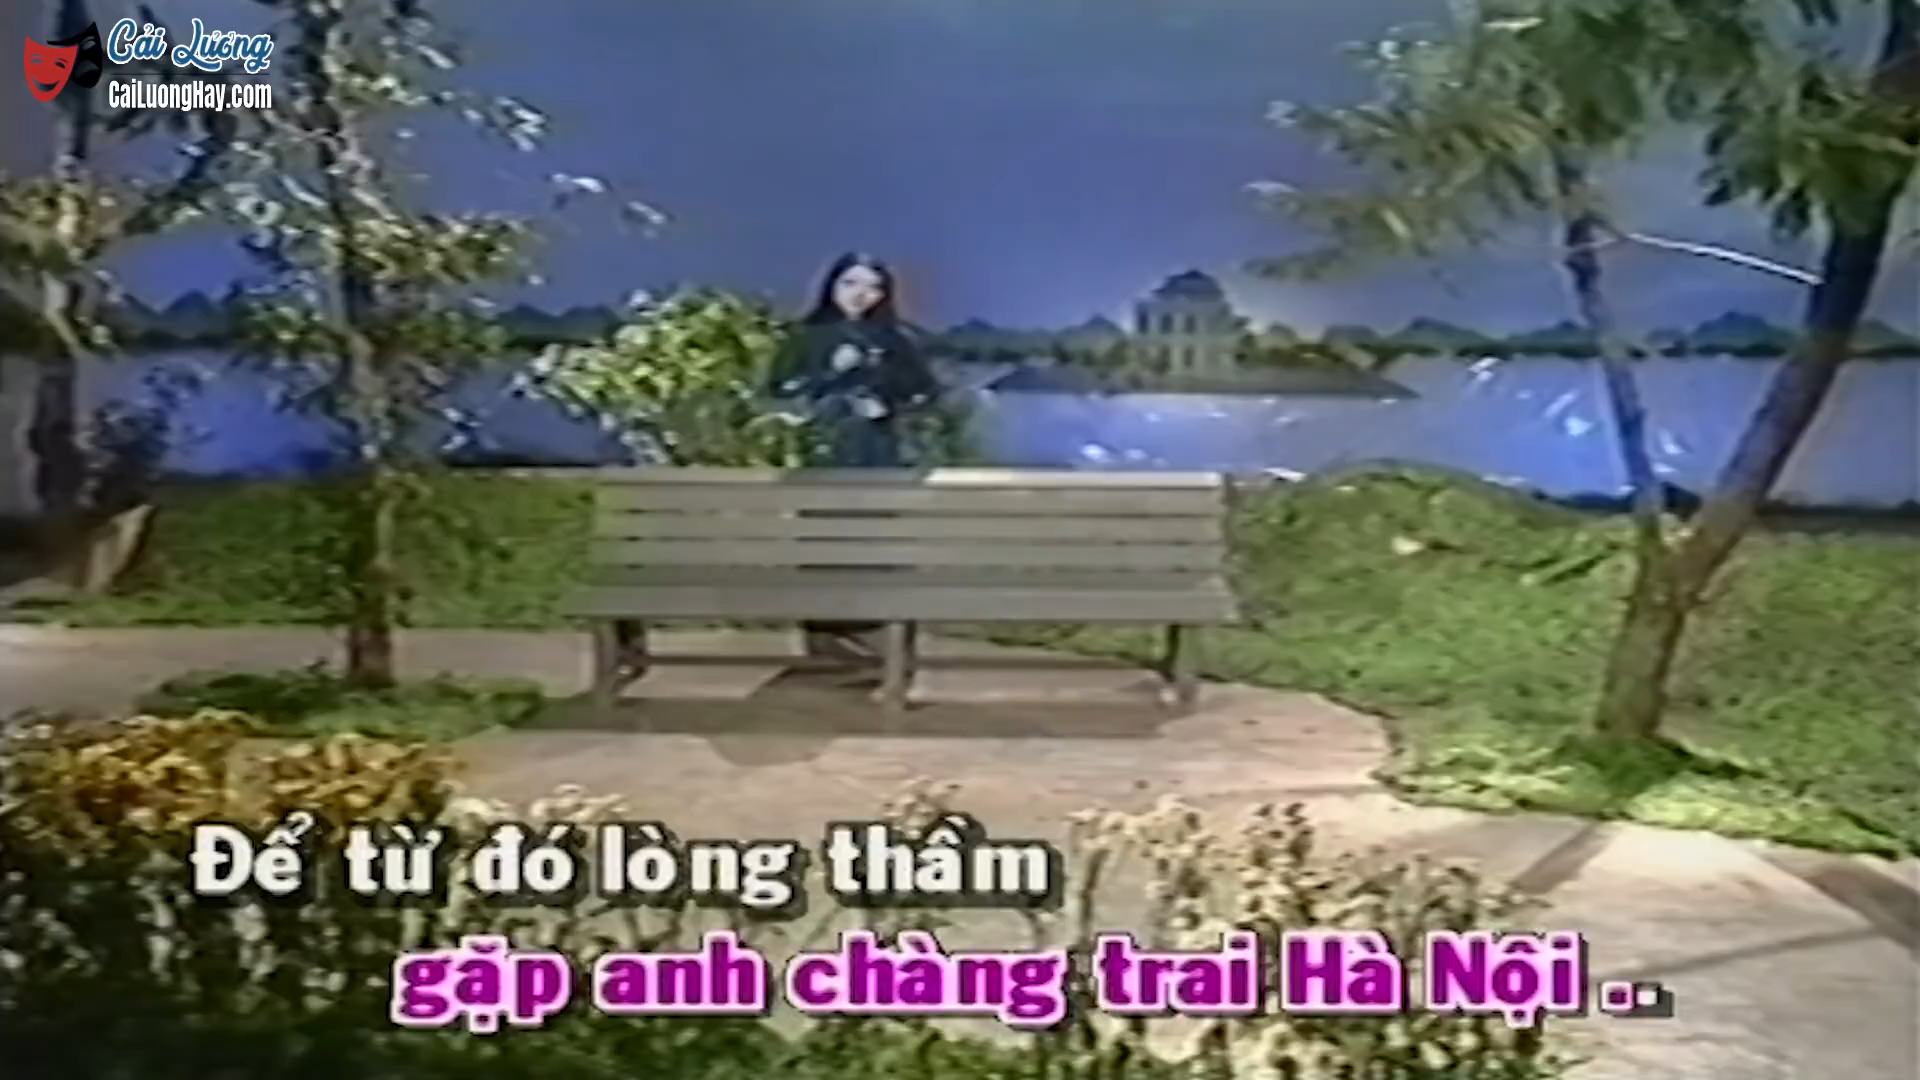 Cải Lương
CaiLuongHay.com
Để từ đó lòng thầm
gặp anh chàng trai Hà Nội ..